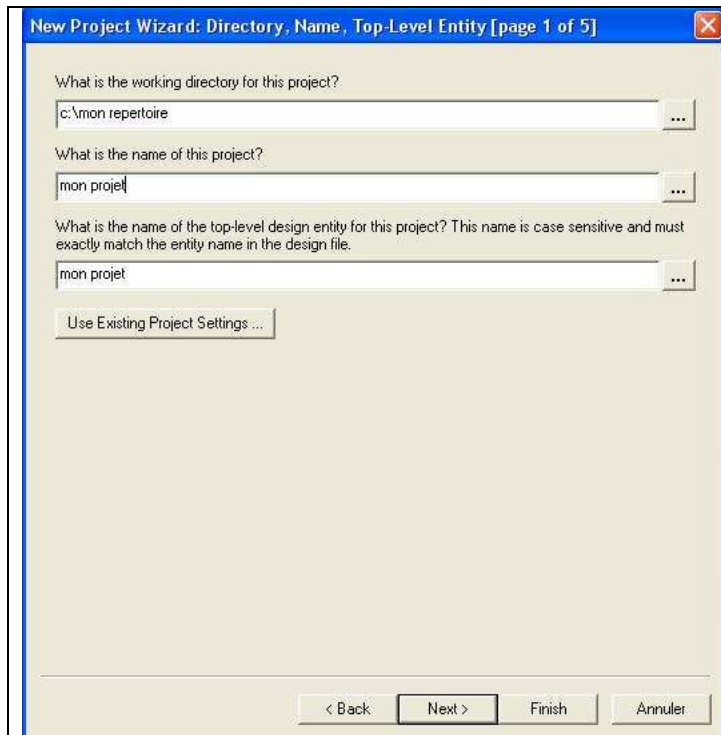 New Project Wizard: Directory, Name, Top-Level Entity [page 1 of 5]
What is the working directory for this project?
c:\mon repertoire
...
What is the name of this project?
mon projet
...
What is the name of the top-level design entity for this project? This name is case sensitive and must
exactly match the entity name in the design file.
mon projet
...
Use Existing Project Settings ...
< Back Next > Finish Annuler